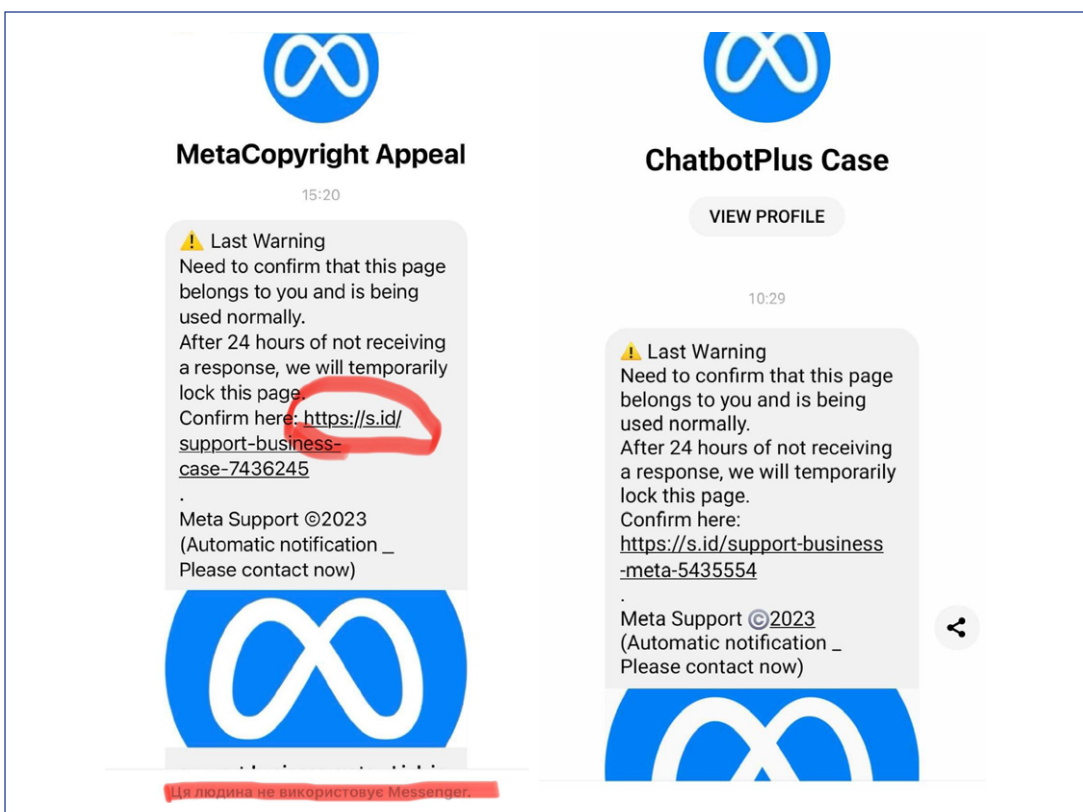 MetaCopyright Appeal
15:20
⚠️ Last Warning
Need to confirm that this page
belongs to you and is being
used normally.
After 24 hours of not receiving
a response, we will temporarily
lock this page.
Confirm here: https://s.id/
support-business-
case-7436245
.
Meta Support ©2023
(Automatic notification _
Please contact now)
Ця людина не використовує Messenger.
ChatbotPlus Case
VIEW PROFILE
10:29
⚠️ Last Warning
Need to confirm that this page
belongs to you and is being
used normally.
After 24 hours of not receiving
a response, we will temporarily
lock this page.
Confirm here:
https://s.id/support-business
-meta-5435554
.
Meta Support ©2023
(Automatic notification _
Please contact now)